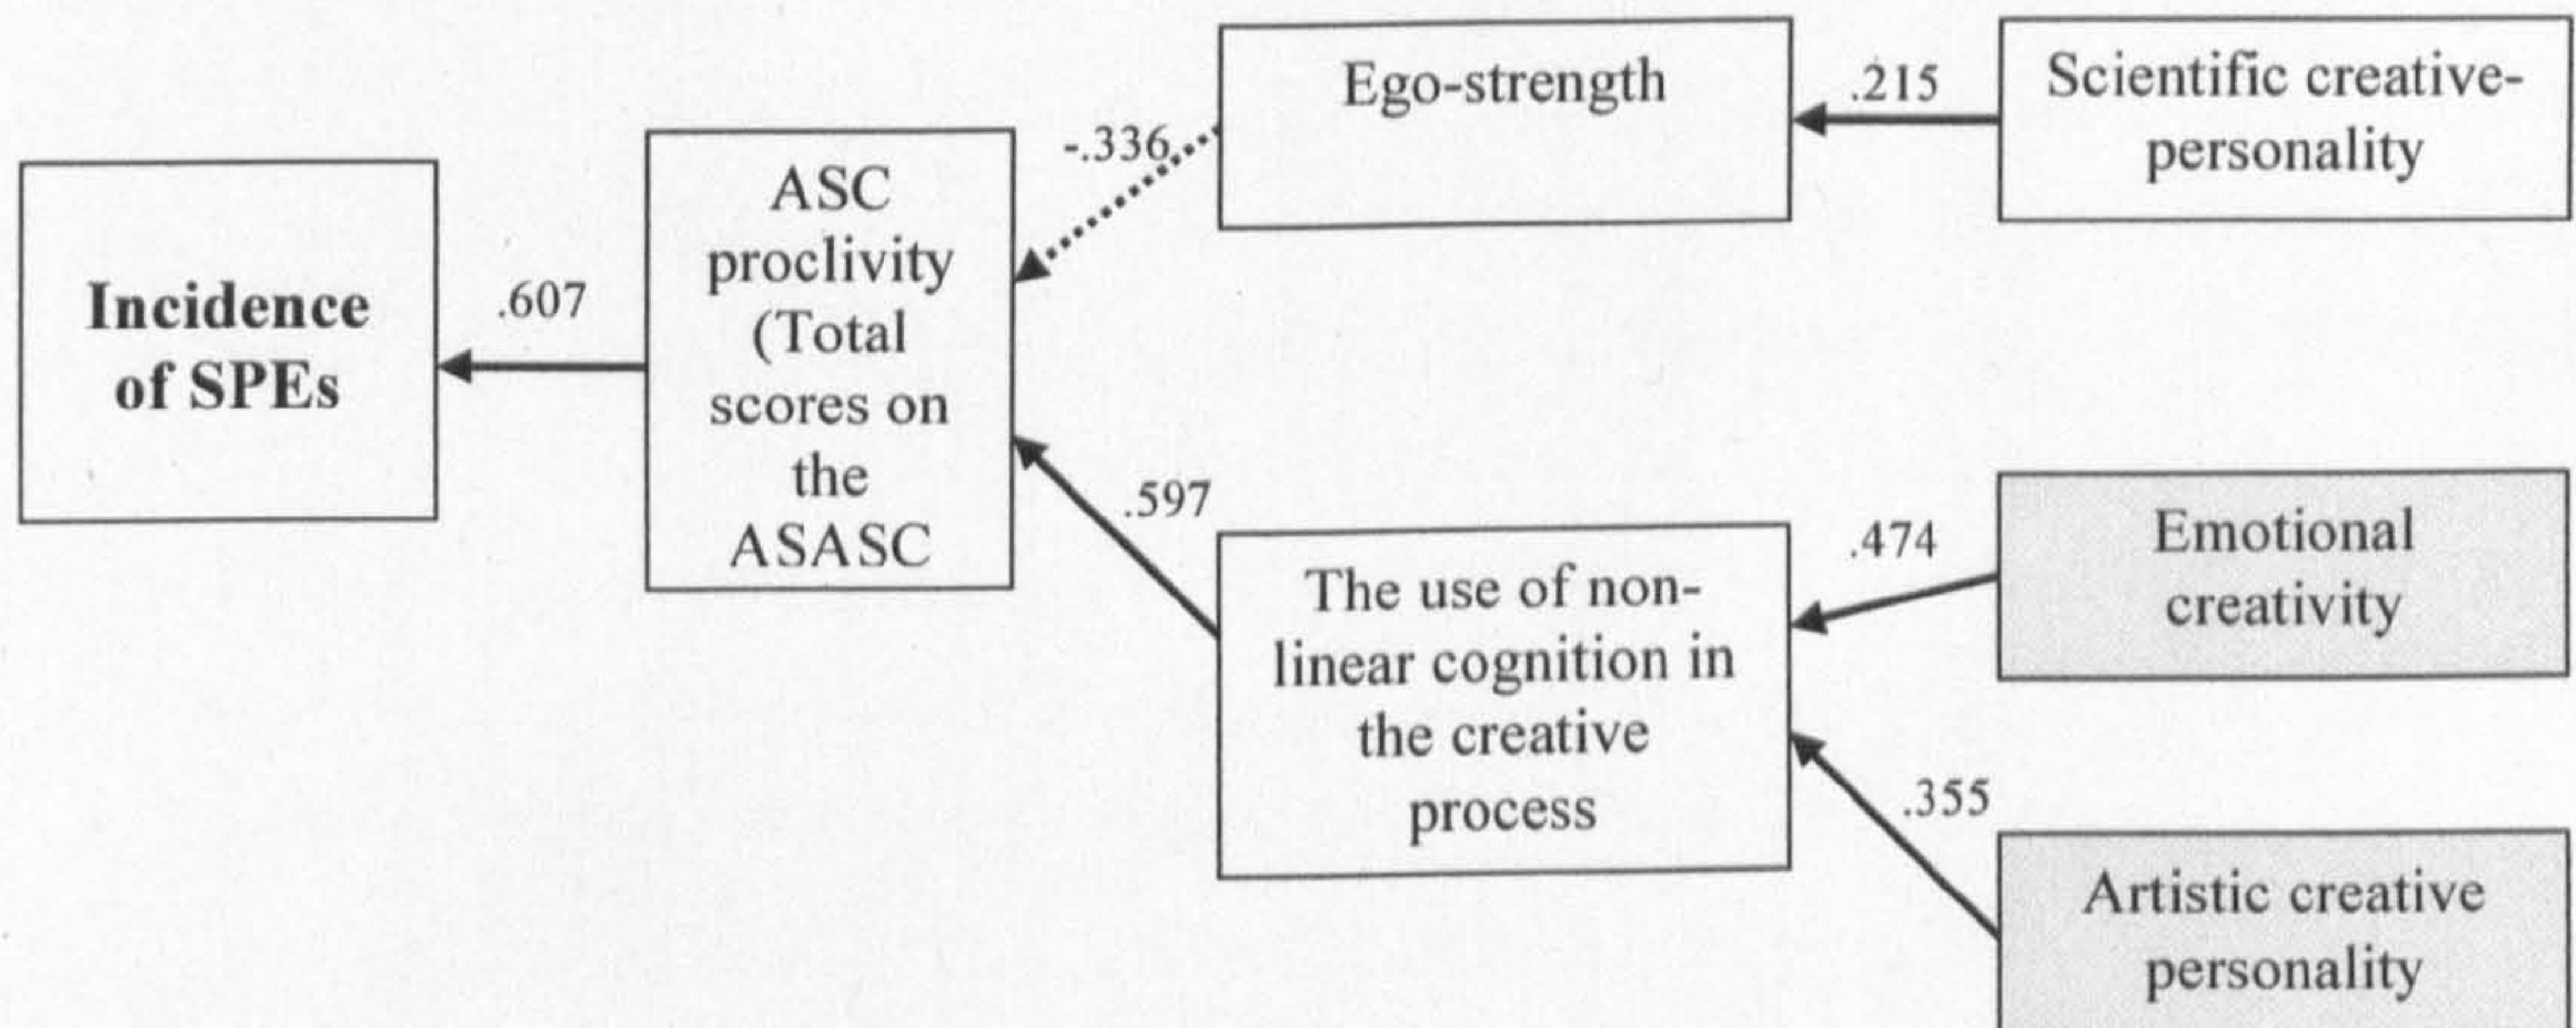 Incidence
of SPEs
.607
ASC
proclivity
(Total
scores on
the
ASASC
-.336
Ego-strength
.215
Scientific creative-
personality
.597
The use of non-
linear cognition in
the creative
process
.474
Emotional
creativity
.355
Artistic creative
personality